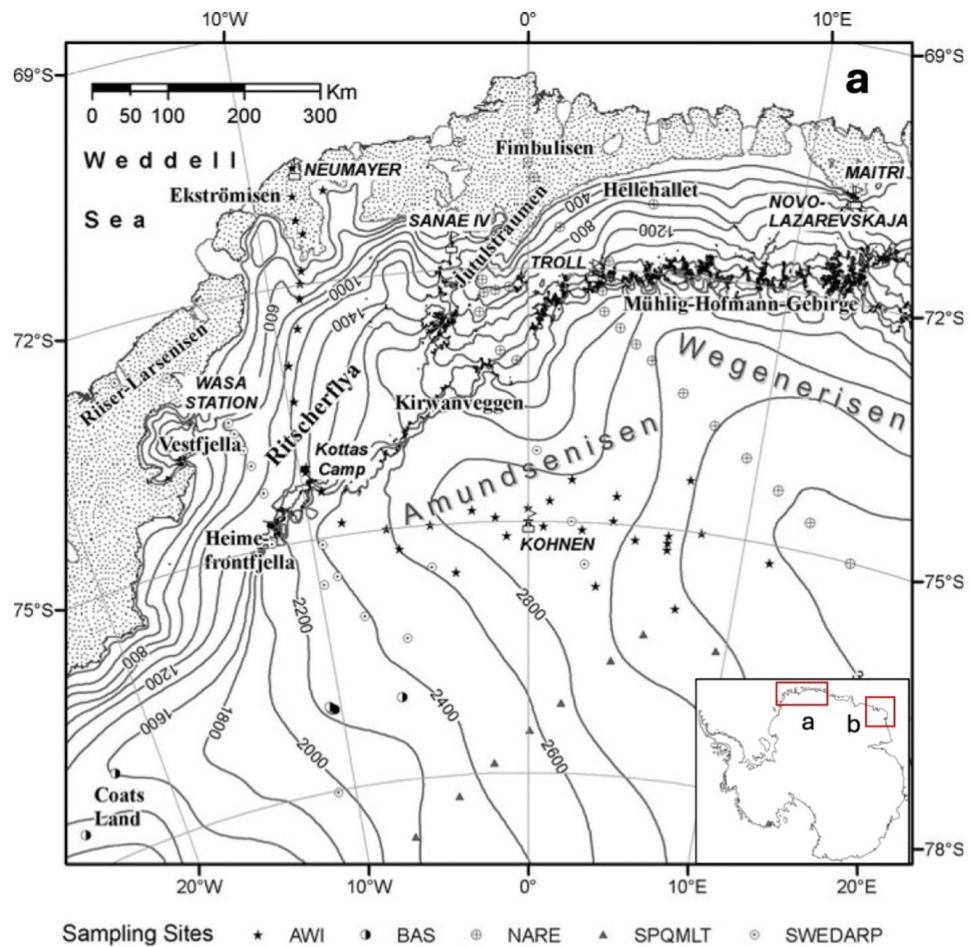 10°W 0° 10°E
a
69°S 69°S
Km
0 50 100 200 300
Weddell
Sea
NEUMAYER
Ekströmisen
Fimbulisen
Hellehallet
MAITRI
NOVO-
LAZAREVSKAJA
SANAE IV
Jutulstraumen
TROLL
400
800
1200
600
1000
1400
Mühlig-Hofmann-Gebirge
72°S 72°S
Riiser-Larsenisen
WASA
STATION
Vestfjella
Ritscherflya
Kirwanveggen
Wegenerisen
Amundsenisen
Kottas
Camp
KOHNEN
Heime-
frontfjella
75°S 75°S
2200
2800
800
1200
1600
1800
2000
2400
2600
Coats
Land
a
b
78°S
20°W 10°W 0° 10°E 20°E
Sampling Sites AWI BAS NARE SPQMLT SWEDARP